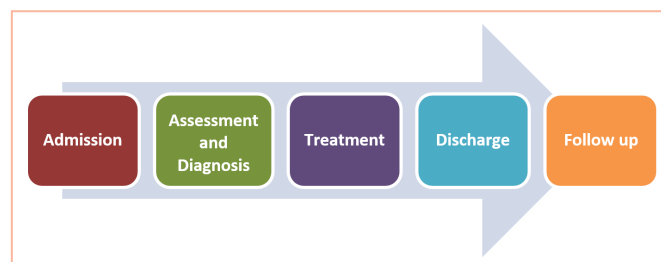 Admission
Assessment
and
Diagnosis
Treatment
Discharge
Follow up